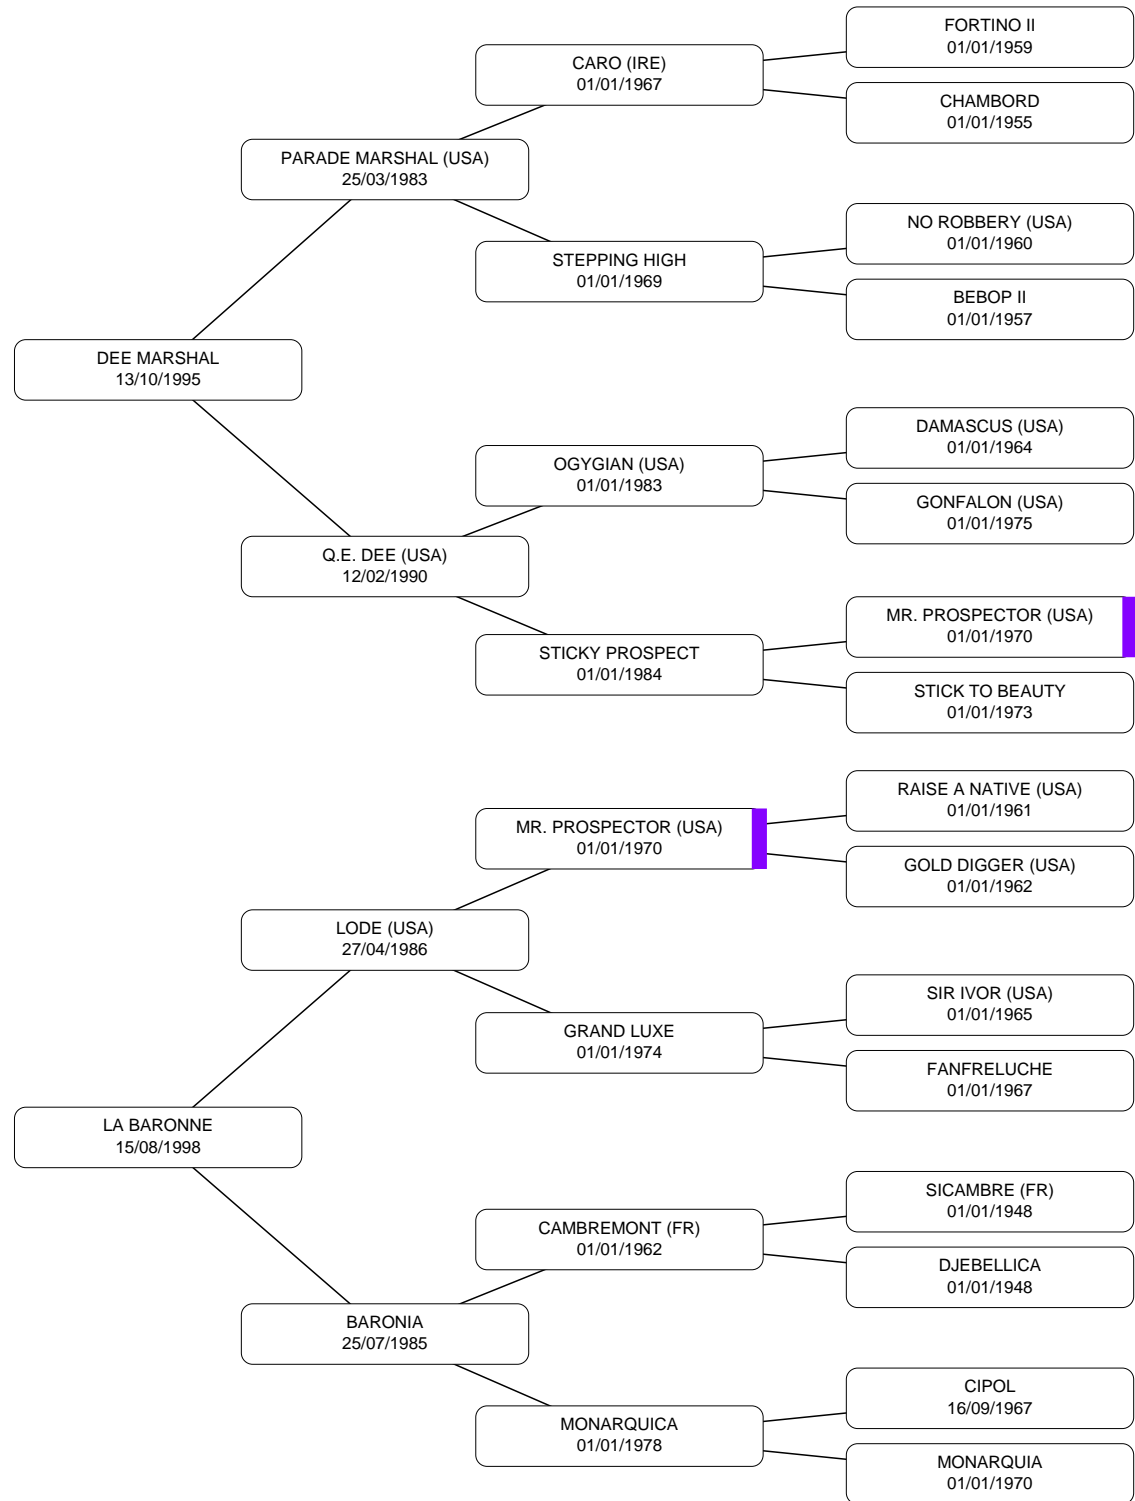 FORTINO II
01/01/1959
CARO (IRE)
01/01/1967
CHAMBORD
01/01/1955
PARADE MARSHAL (USA)
25/03/1983
NO ROBBERY (USA)
01/01/1960
STEPPING HIGH
01/01/1969
BEBOP II
01/01/1957
DEE MARSHAL
13/10/1995
DAMASCUS (USA)
01/01/1964
OGYGIAN (USA)
01/01/1983
GONFALON (USA)
01/01/1975
Q.E. DEE (USA)
12/02/1990
MR. PROSPECTOR (USA)
01/01/1970
STICKY PROSPECT
01/01/1984
STICK TO BEAUTY
01/01/1973
RAISE A NATIVE (USA)
01/01/1961
MR. PROSPECTOR (USA)
01/01/1970
GOLD DIGGER (USA)
01/01/1962
LODE (USA)
27/04/1986
SIR IVOR (USA)
01/01/1965
GRAND LUXE
01/01/1974
FANFRELUCHE
01/01/1967
LA BARONNE
15/08/1998
SICAMBRE (FR)
01/01/1948
CAMBREMONT (FR)
01/01/1962
DJEBELLICA
01/01/1948
BARONIA
25/07/1985
CIPOL
16/09/1967
MONARQUICA
01/01/1978
MONARQUIA
01/01/1970